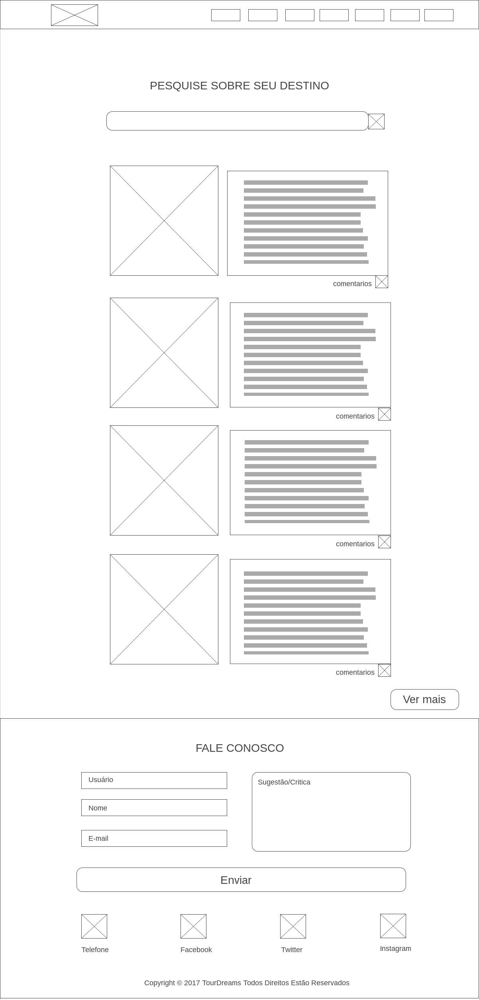 PESQUISE SOBRE SEU DESTINO
comentarios
comentarios
comentarios
comentarios
Ver mais
FALE CONOSCO
Usuário
Sugestão/Critica
Nome
E-mail
Enviar
Telefone
Facebook
Twitter
Instagram
Copyright © 2017 TourDreams Todos Direitos Estão Reservados